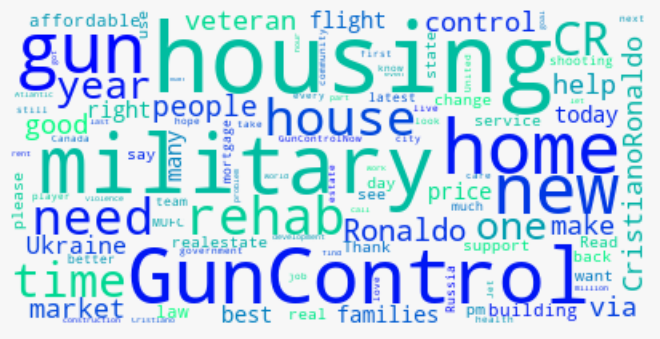 affordable
use
veteran
flight
control
tool
next
gun
housing
CR
hour
community
first
know
state
United
shooting
year
every
part
latest
change
help
Atlantic
still
right
people
house
live
today
CristianoRonaldo
good
last
hope
take
look
service
Canada
GunControlNow
city
military
home
rent
say
many
mortgage
problem
world
estate
work
day
see
care
price
new
please
player
violence
team
much
need
MUFC
rehab
call
Ronaldo
one
make
Ukraine
realestate
development
Thank
support
Read
better
government
find
back
time
GunControl
job
love
Russia
Jet
want
million
market
law
best
real
families
pm
building
via
construction
Cristiano
health